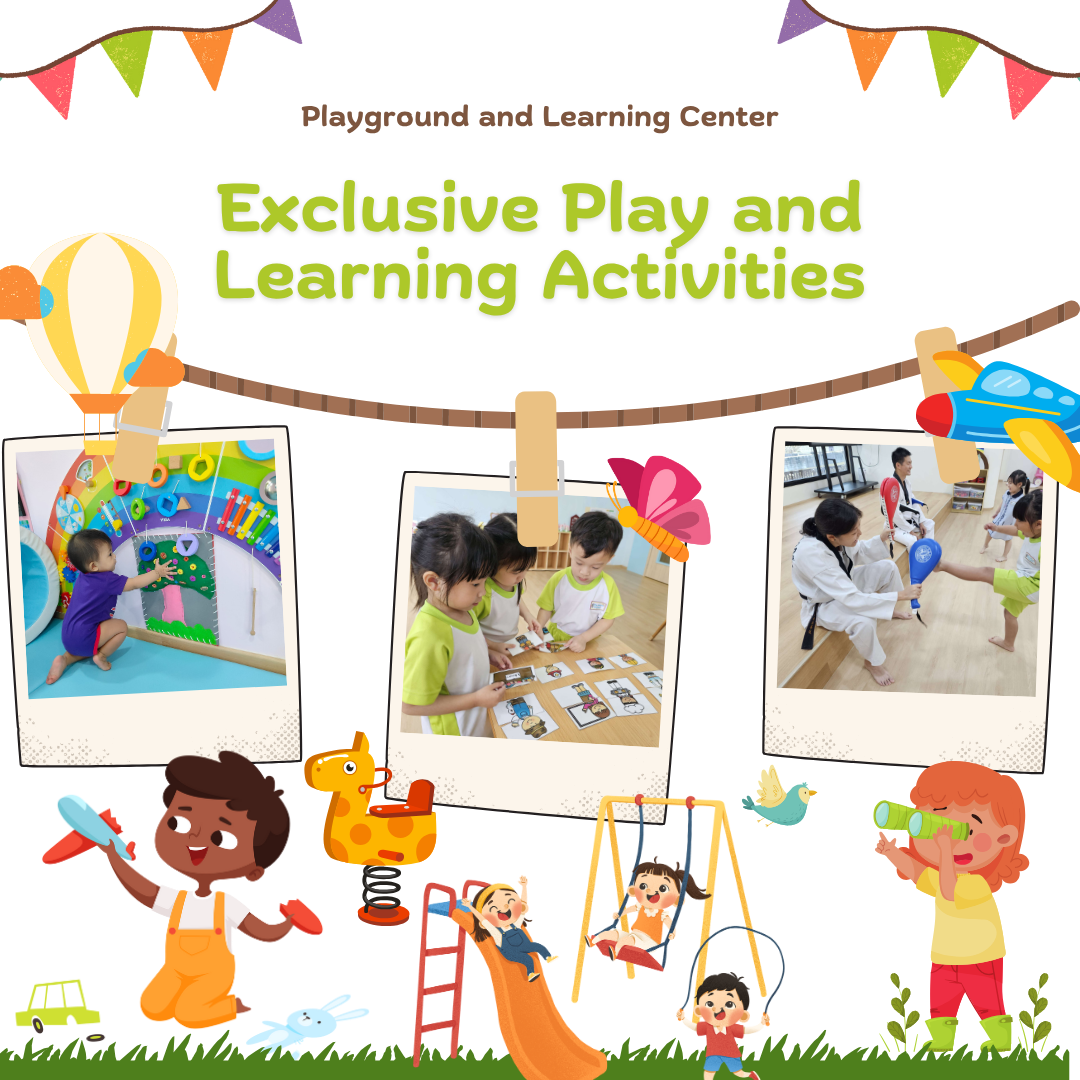 Playground and Learning Center
Exclusive Play and
Learning Activities